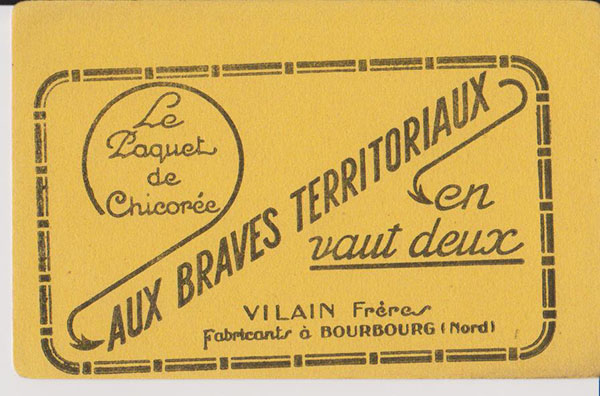 Le
Paquet
de
Chicorée
AUX BRAVES TERRITORIAUX
en
vaut deux
VILAIN Frères
Fabricants à BOURBOURG (Nord)